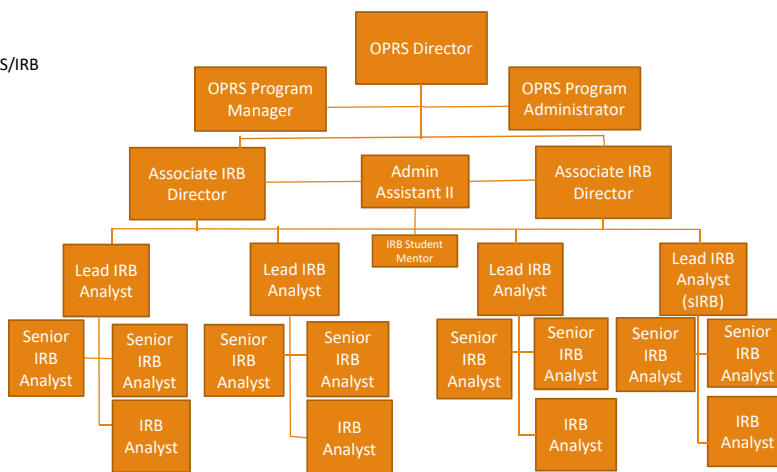 OPRS Director
S/IRB
OPRS Program
Manager
OPRS Program
Administrator
Associate IRB
Director
Admin
Assistant II
Associate IRB
Director
IRB Student
Mentor
Lead IRB
Analyst
Lead IRB
Analyst
Lead IRB
Analyst
Lead IRB
Analyst
(sIRB)
Senior
IRB
Analyst
Senior
IRB
Analyst
Senior
IRB
Analyst
Senior
IRB
Analyst
Senior
IRB
Analyst
Senior
IRB
Analyst
Senior
IRB
Analyst
Senior
IRB
Analyst
IRB
Analyst
IRB
Analyst
IRB
Analyst
IRB
Analyst